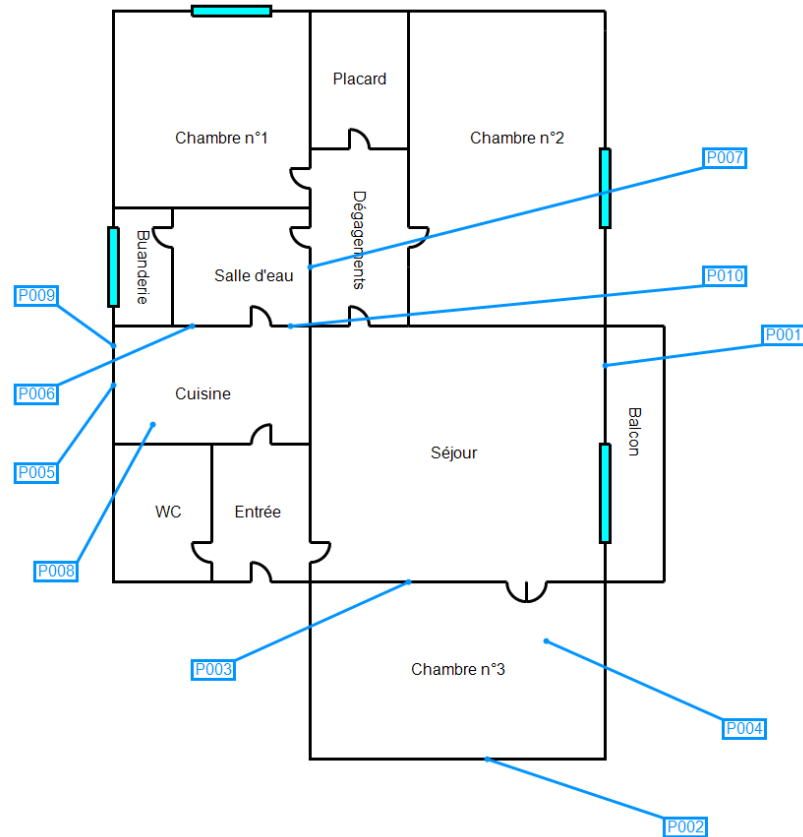 Placard
Chambre n°1
Chambre n°2
P007
Dégagements
Buanderie
Salle d'eau
P010
P009
P001
P006
Cuisine
Balcon
Séjour
P005
WC
Entrée
P008
P003
Chambre n°3
P004
P002